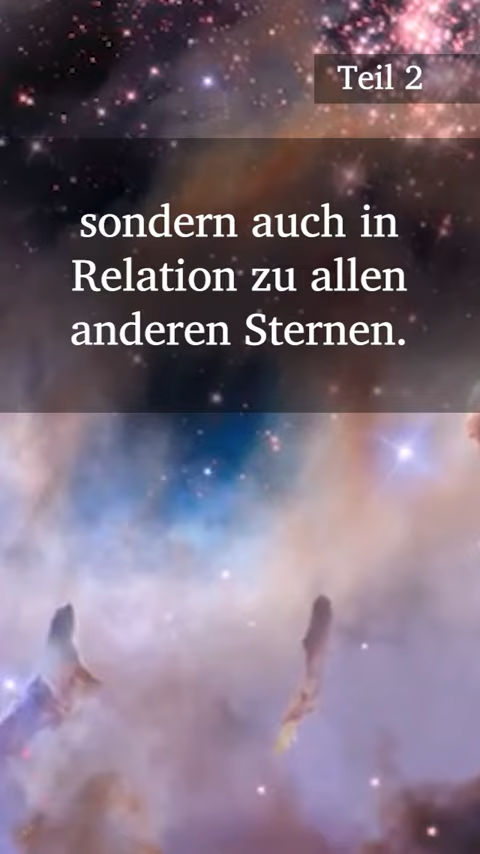 Teil 2
sondern auch in
Relation zu allen
anderen Sternen.